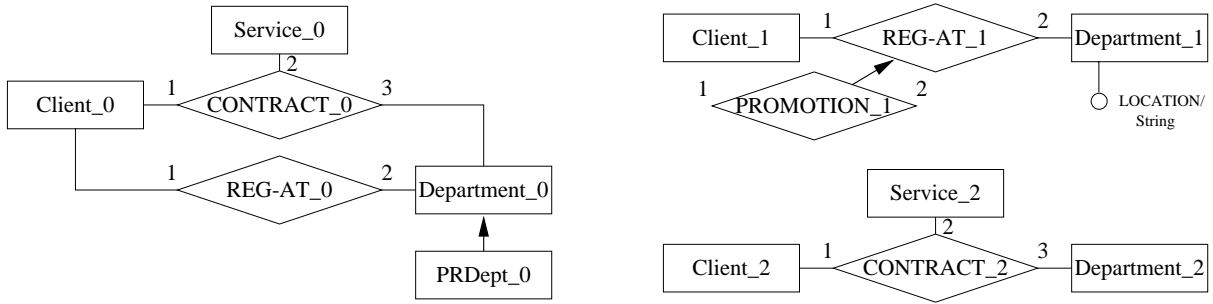 Service_0
2
Client_0
1
CONTRACT_0
3
1
REG-AT_0
2
Department_0
PRDept_0
Client_1
1
REG-AT_1
2
Department_1
1
PROMOTION_1
2
LOCATION/
String
Service_2
2
Client_2
1
CONTRACT_2
3
Department_2